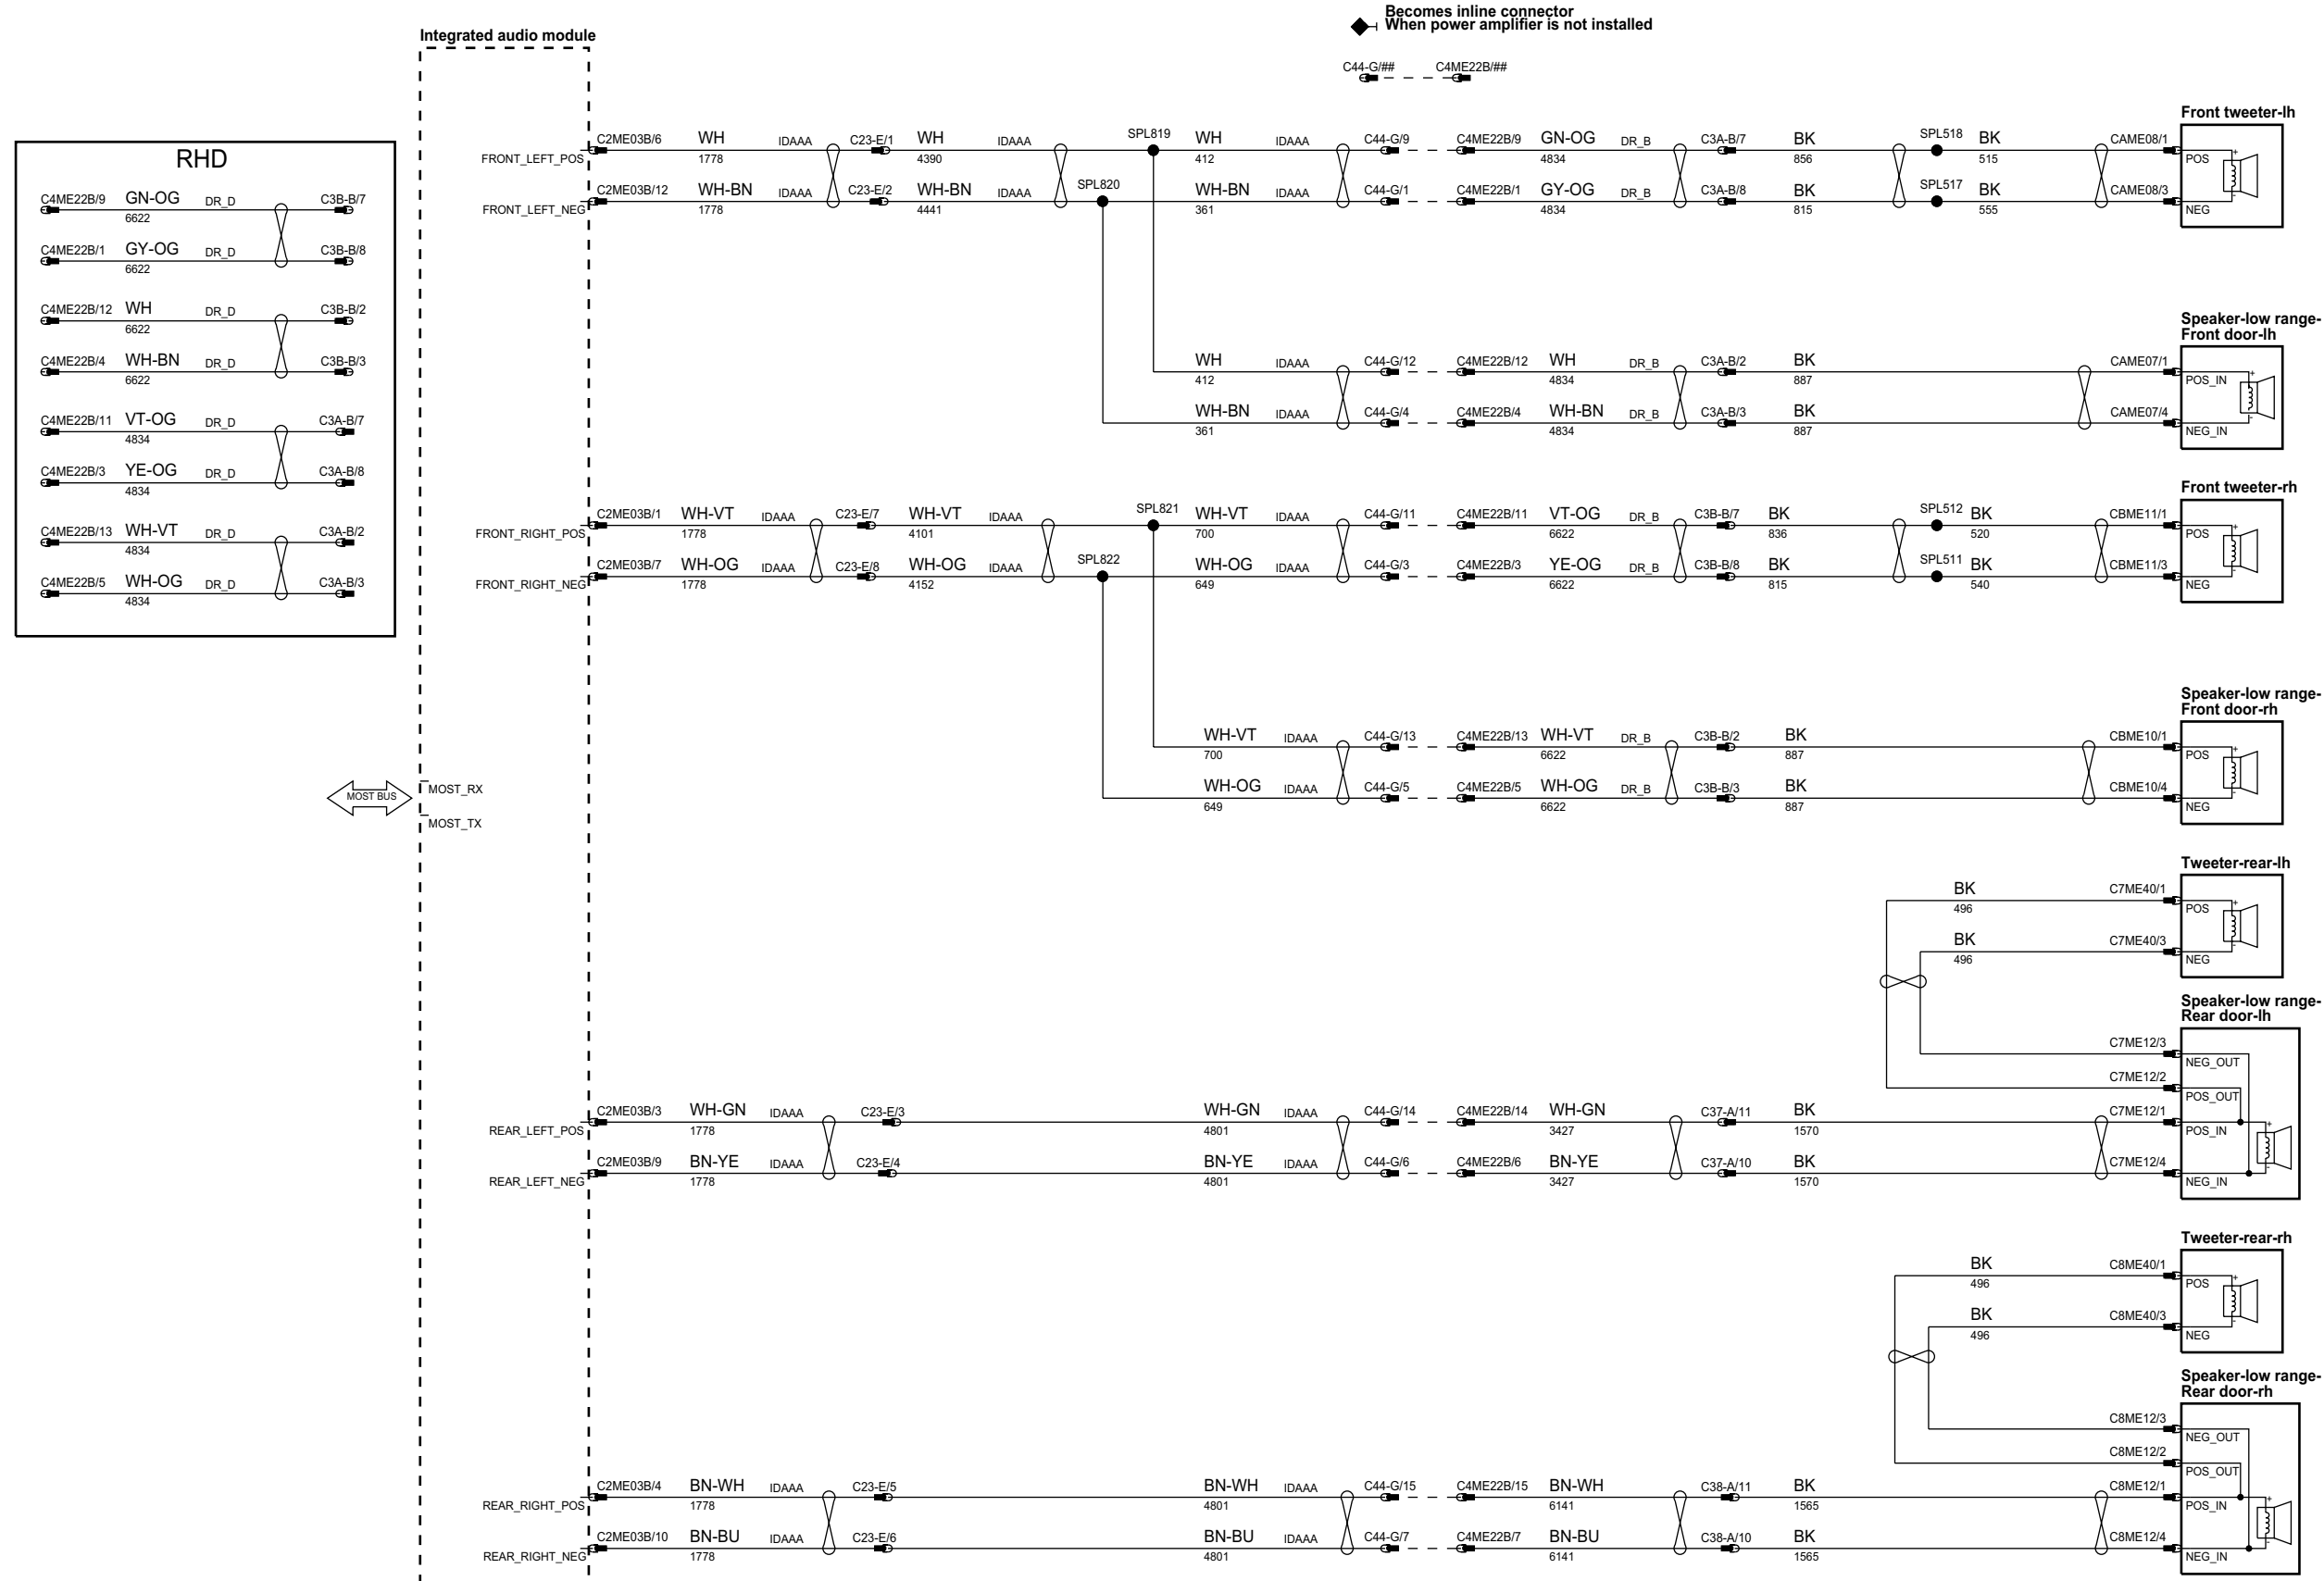 Becomes inline connector
When power amplifier is not installed
Integrated audio module
C44-G/## C4ME22B/##
Front tweeter-lh
C2ME03B/6 WH IDAAA C23-E/1 WH IDAAA SPL819 WH IDAAA C44-G/9 C4ME22B/9 GN-OG DR_B C3A-B/7 BK SPL518 BK CAME08/1
FRONT_LEFT_POS 1778 4390 412 4834 856 515 POS + -
C2ME03B/12 WH-BN IDAAA C23-E/2 WH-BN IDAAA SPL820 WH-BN IDAAA C44-G/1 C4ME22B/1 GY-OG DR_B C3A-B/8 BK SPL517 BK CAME08/3
FRONT_LEFT_NEG 1778 4441 361 4834 815 555 NEG
RHD
C4ME22B/9 GN-OG DR_D C3B-B/7
6622
C4ME22B/1 GY-OG DR_D C3B-B/8
6622
C4ME22B/12 WH DR_D C3B-B/2
6622
C4ME22B/4 WH-BN DR_D C3B-B/3
6622
C4ME22B/11 VT-OG DR_D C3A-B/7
4834
C4ME22B/3 YE-OG DR_D C3A-B/8
4834
C4ME22B/13 WH-VT DR_D C3A-B/2
4834
C4ME22B/5 WH-OG DR_D C3A-B/3
4834
Speaker-low range-
Front door-lh
WH IDAAA C44-G/12 C4ME22B/12 WH DR_B C3A-B/2 BK CAME07/1
412 4834 887 POS_IN + -
WH-BN IDAAA C44-G/4 C4ME22B/4 WH-BN DR_B C3A-B/3 BK CAME07/4
361 4834 887 NEG_IN
Front tweeter-rh
C2ME03B/1 WH-VT IDAAA C23-E/7 WH-VT IDAAA SPL821 WH-VT IDAAA C44-G/11 C4ME22B/11 VT-OG DR_B C3B-B/7 BK SPL512 BK CBME11/1
FRONT_RIGHT_POS 1778 4101 700 6622 836 520 POS + -
C2ME03B/7 WH-OG IDAAA C23-E/8 WH-OG IDAAA SPL822 WH-OG IDAAA C44-G/3 C4ME22B/3 YE-OG DR_B C3B-B/8 BK SPL511 BK CBME11/3
FRONT_RIGHT_NEG 1778 4152 649 6622 815 540 NEG
Speaker-low range-
Front door-rh
WH-VT IDAAA C44-G/13 C4ME22B/13 WH-VT DR_B C3B-B/2 BK CBME10/1
700 6622 887 POS + -
WH-OG IDAAA C44-G/5 C4ME22B/5 WH-OG DR_B C3B-B/3 BK CBME10/4
649 6622 887 NEG
MOST_RX
MOST BUS
MOST_TX
Tweeter-rear-lh
BK C7ME40/1
496 POS + -
BK C7ME40/3
496 NEG
Speaker-low range-
Rear door-lh
C7ME12/3
NEG_OUT
C7ME12/2
POS_OUT
C2ME03B/3 WH-GN IDAAA C23-E/3 WH-GN IDAAA C44-G/14 C4ME22B/14 WH-GN C37-A/11 BK C7ME12/1
REAR_LEFT_POS 1778 4801 3427 1570 POS_IN + -
C2ME03B/9 BN-YE IDAAA C23-E/4 BN-YE IDAAA C44-G/6 C4ME22B/6 BN-YE C37-A/10 BK C7ME12/4
REAR_LEFT_NEG 1778 4801 3427 1570 NEG_IN
Tweeter-rear-rh
BK C8ME40/1
496 POS + -
BK C8ME40/3
496 NEG
Speaker-low range-
Rear door-rh
C8ME12/3
NEG_OUT
C8ME12/2
POS_OUT
C2ME03B/4 BN-WH IDAAA C23-E/5 BN-WH IDAAA C44-G/15 C4ME22B/15 BN-WH C38-A/11 BK C8ME12/1
REAR_RIGHT_POS 1778 4801 6141 1565 POS_IN + -
C2ME03B/10 BN-BU IDAAA C23-E/6 BN-BU IDAAA C44-G/7 C4ME22B/7 BN-BU C38-A/10 BK C8ME12/4
REAR_RIGHT_NEG 1778 4801 6141 1565 NEG_IN